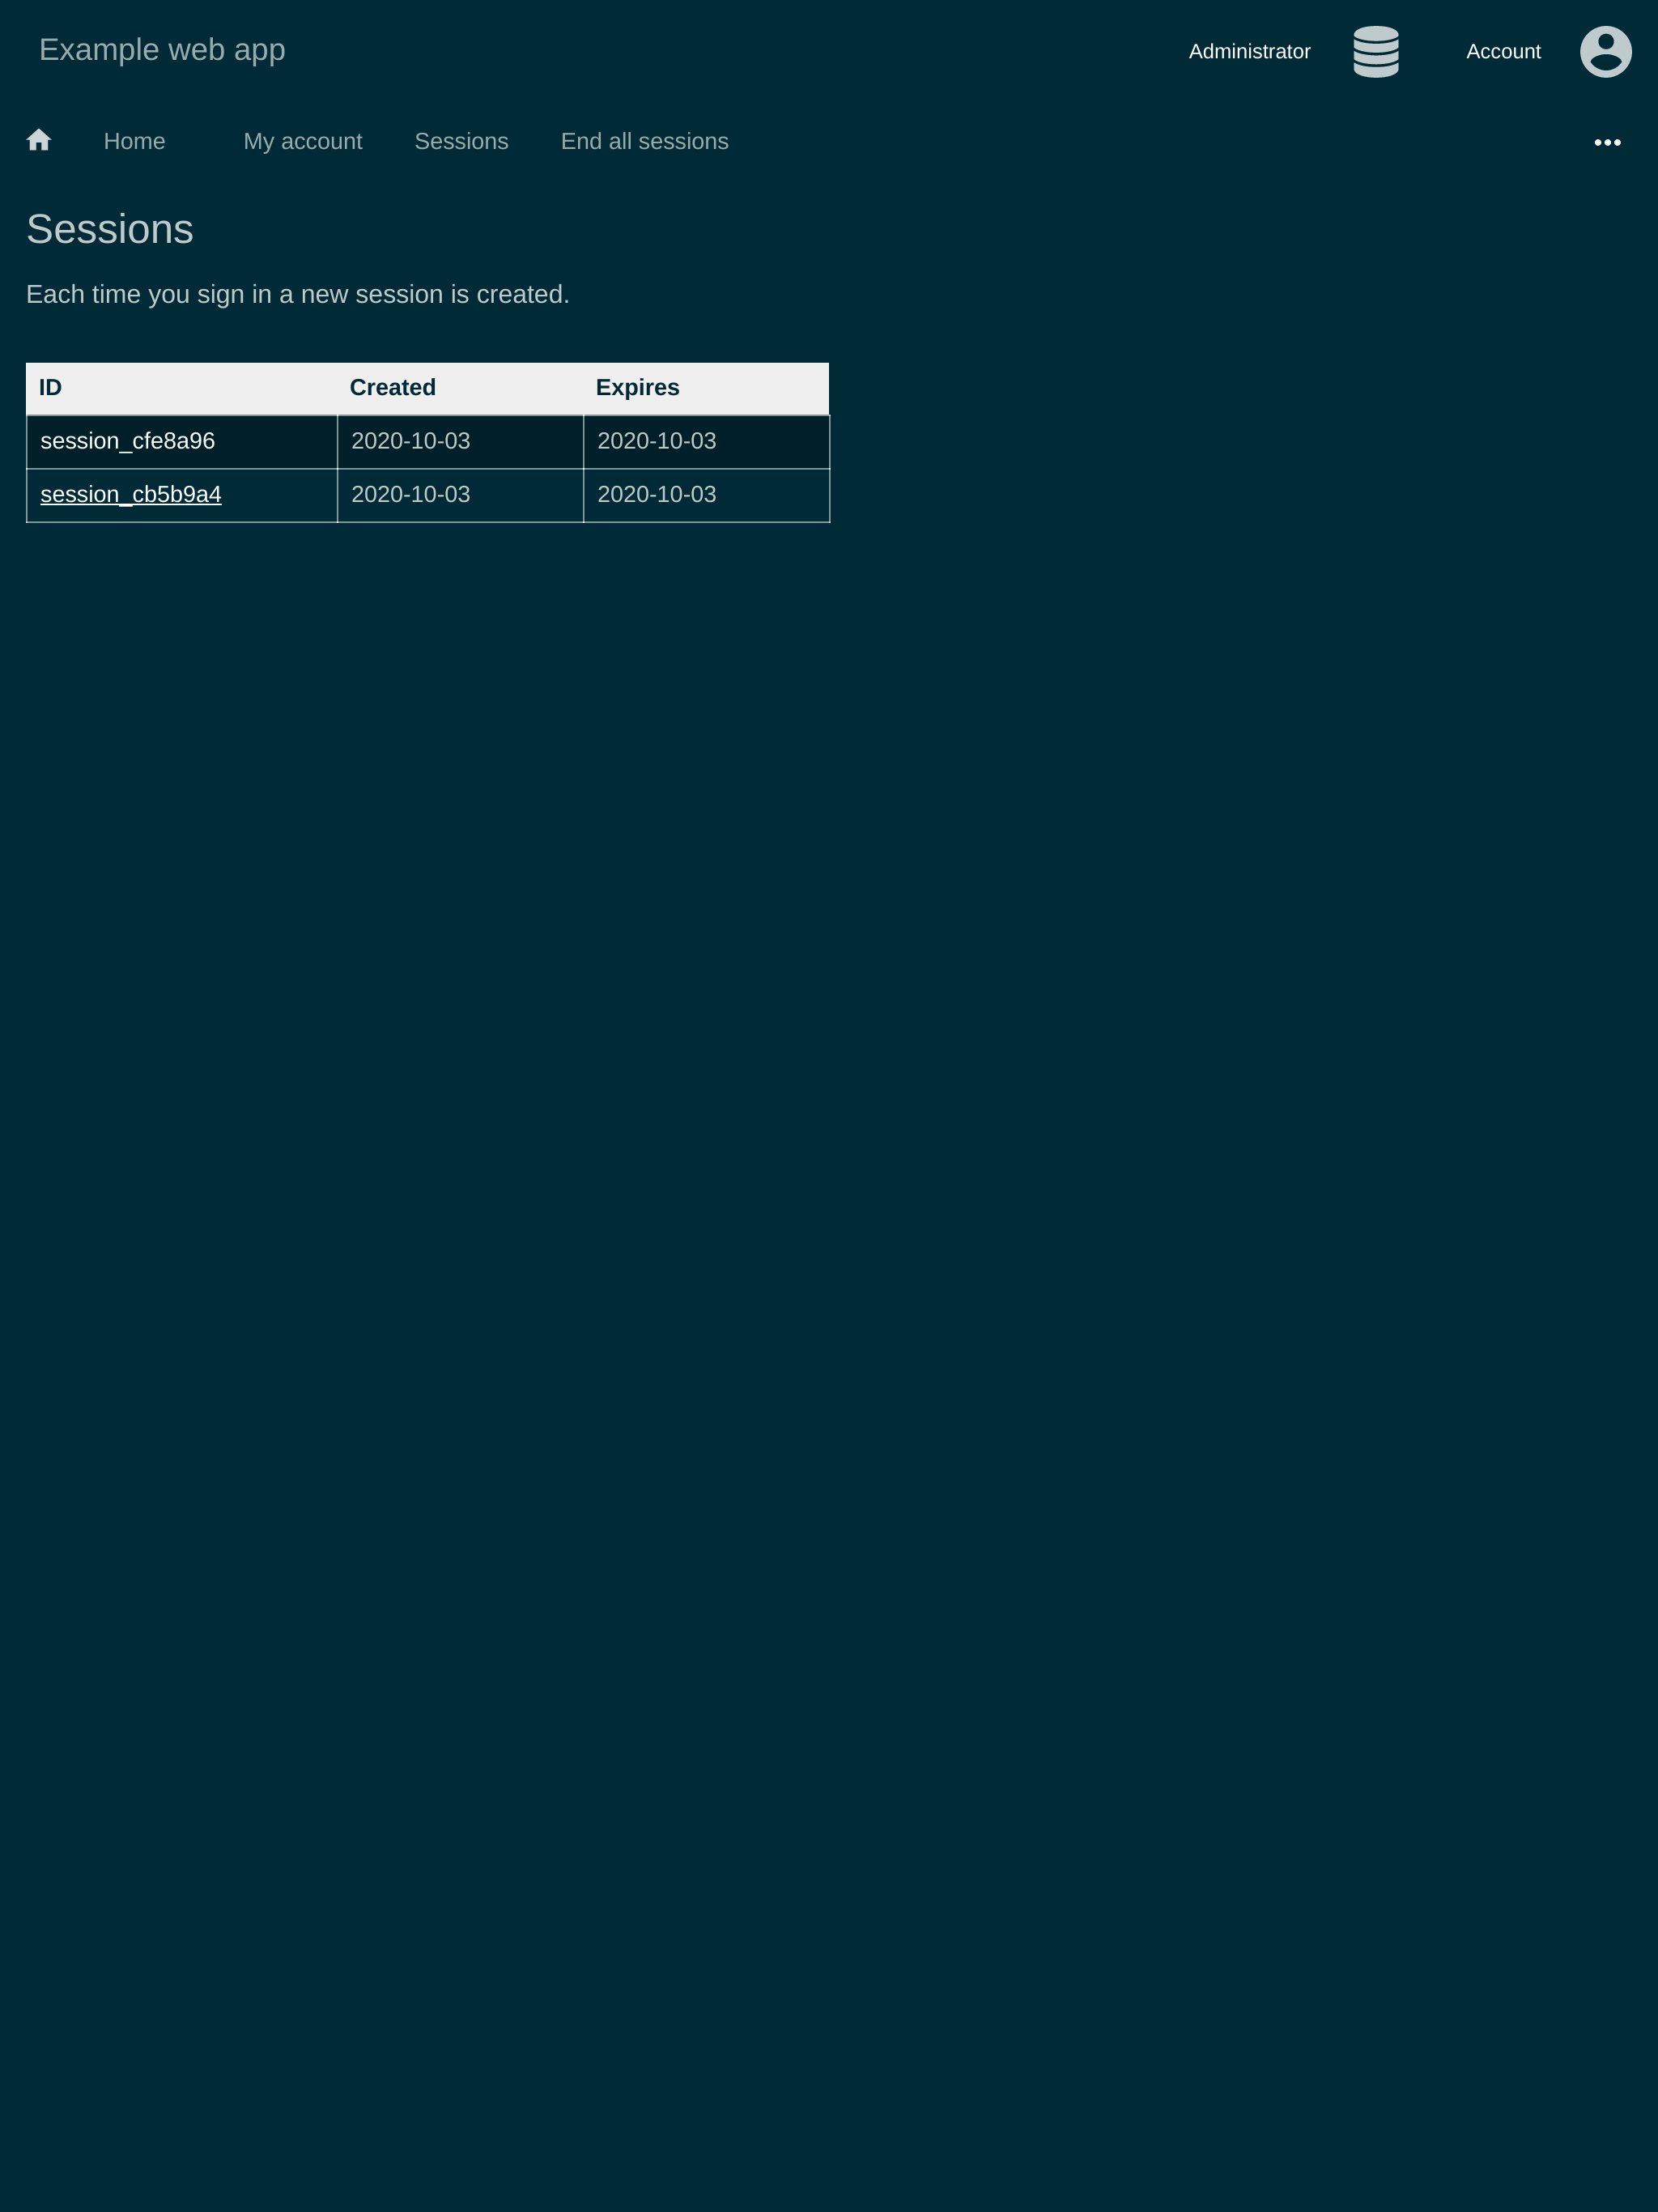 Example web app
Administrator
Account
Home
My account
Sessions
End all sessions
Sessions
Each time you sign in a new session is created.
ID Created Expires
session_cfe8a96 2020-10-03 2020-10-03
session_cb5b9a4 2020-10-03 2020-10-03